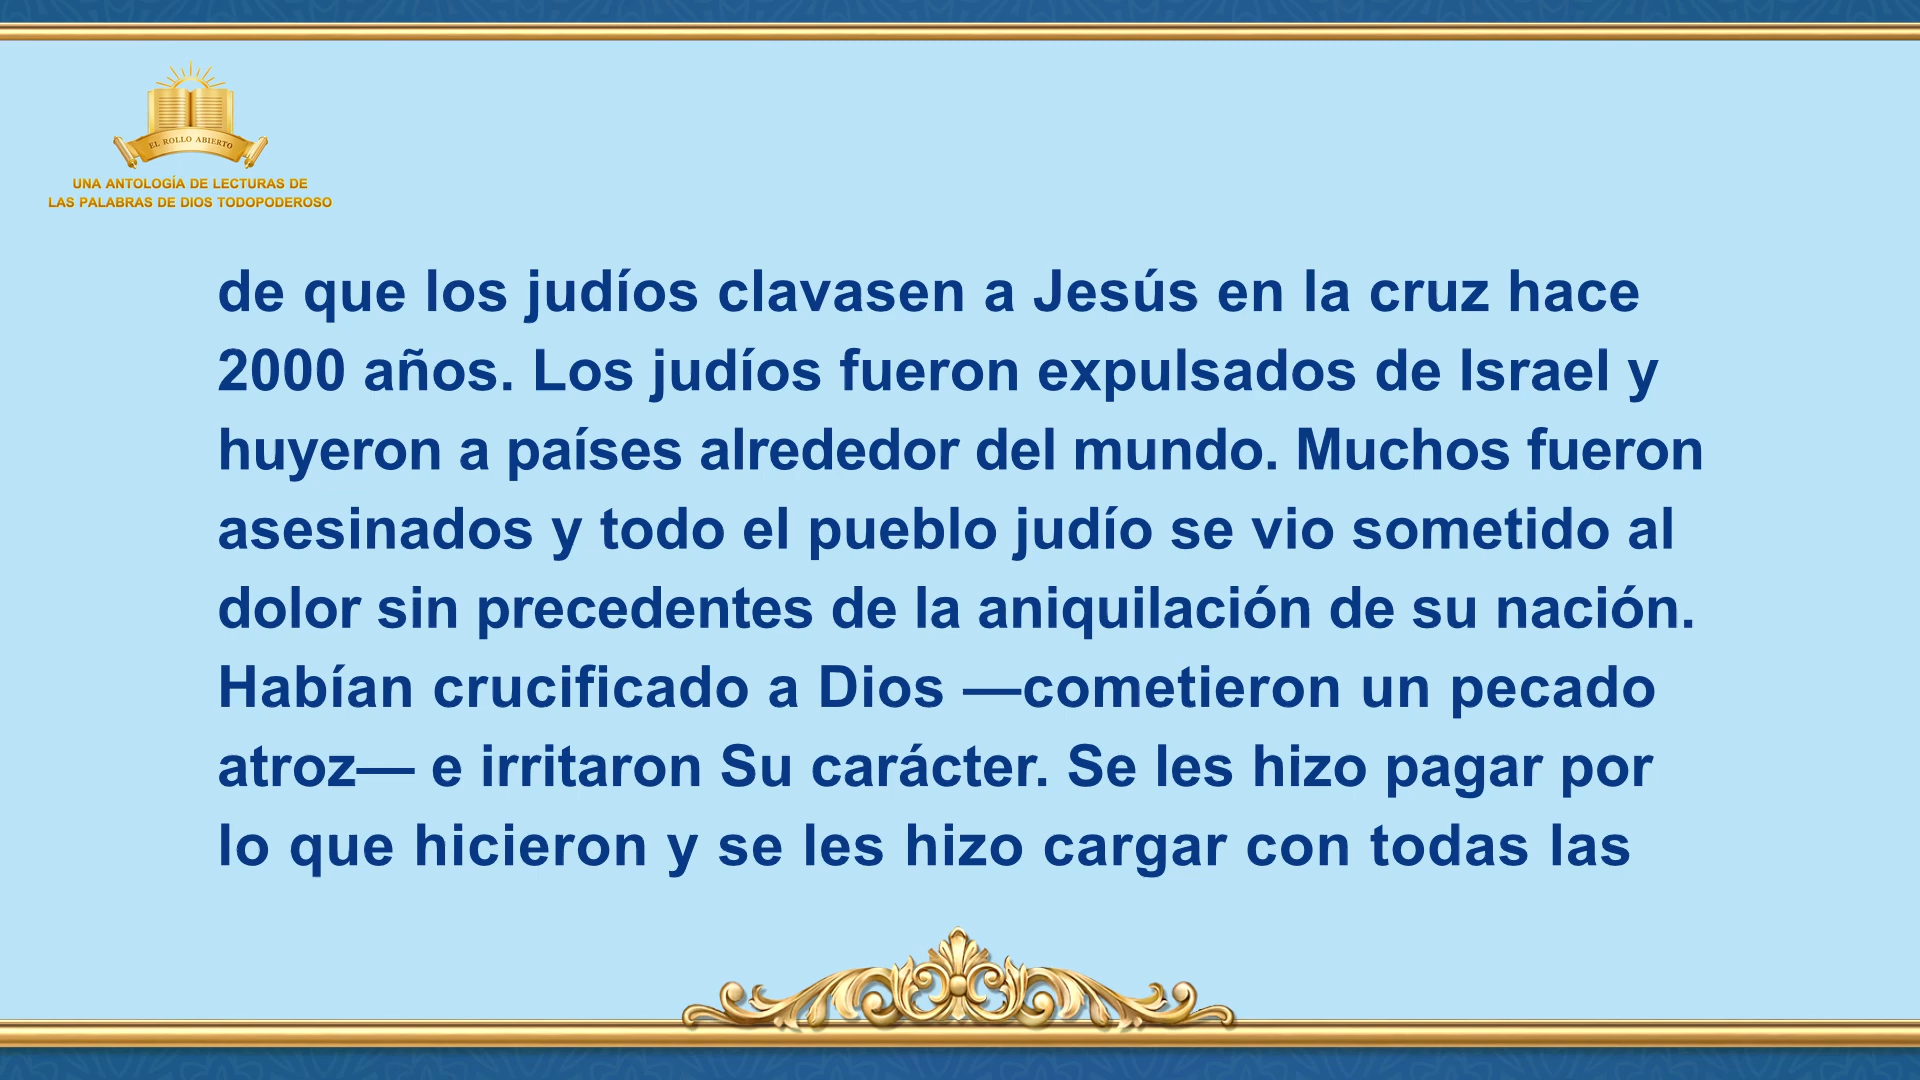 EL ROLLO ABIERTO
UNA ANTOLOGÍA DE LECTURAS DE
LAS PALABRAS DE DIOS TODOPODEROSO
de que los judíos clavasen a Jesús en la cruz hace
2000 años. Los judíos fueron expulsados de Israel y
huyeron a países alrededor del mundo. Muchos fueron
asesinados y todo el pueblo judío se vio sometido al
dolor sin precedentes de la aniquilación de su nación.
Habían crucificado a Dios —cometieron un pecado
atroz— e irritaron Su carácter. Se les hizo pagar por
lo que hicieron y se les hizo cargar con todas las